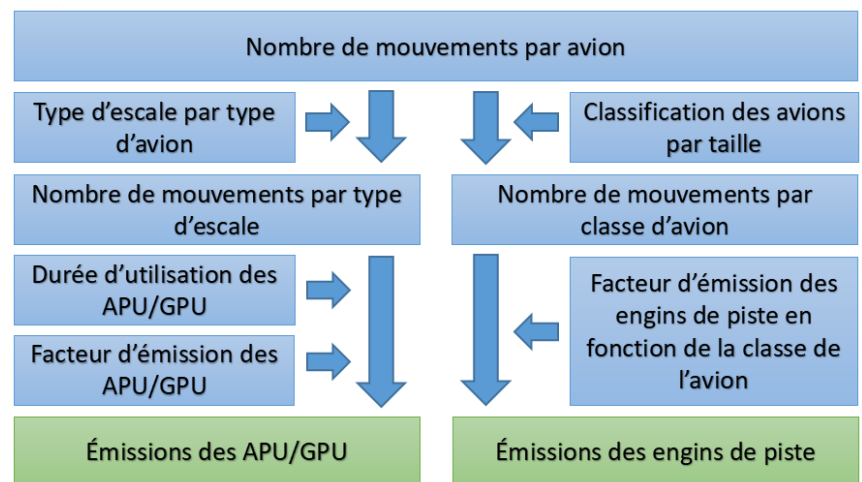 Nombre de mouvements par avion
Type d'escale par type
d'avion
Classification des avions
par taille
Nombre de mouvements par type
d'escale
Nombre de mouvements par
classe d'avion
Durée d'utilisation des
APU/GPU
Facteur d'émission des
APU/GPU
Facteur d'émission des
engins de piste en
fonction de la classe de
l'avion
Émissions des APU/GPU
Émissions des engins de piste